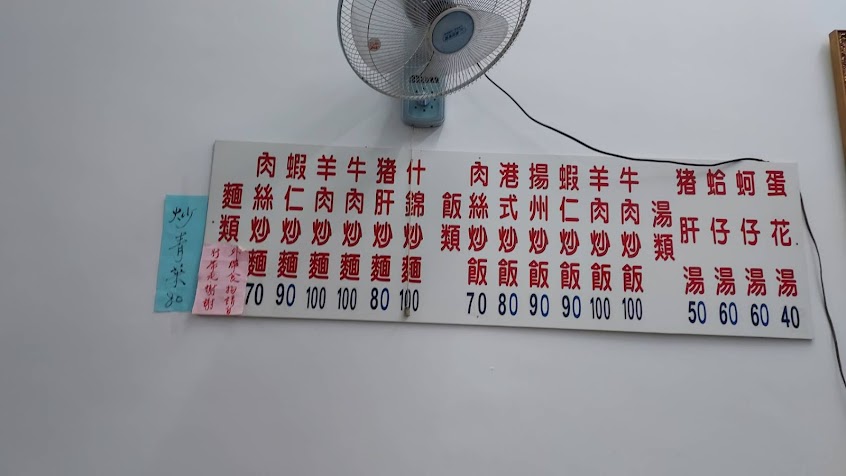 炒青菜 80
麵類
肉絲炒麵 70
蝦仁炒麵 90
羊肉炒麵 100
牛肉炒麵 100
猪肝炒麵 80
什錦炒麵 100
飯類
肉絲炒飯 70
港式炒飯 80
揚州炒飯 90
蝦仁炒飯 90
羊肉炒飯 100
牛肉炒飯 100
湯類
猪肝湯 50
蛤仔湯 60
蚵仔湯 60
蛋花湯 40